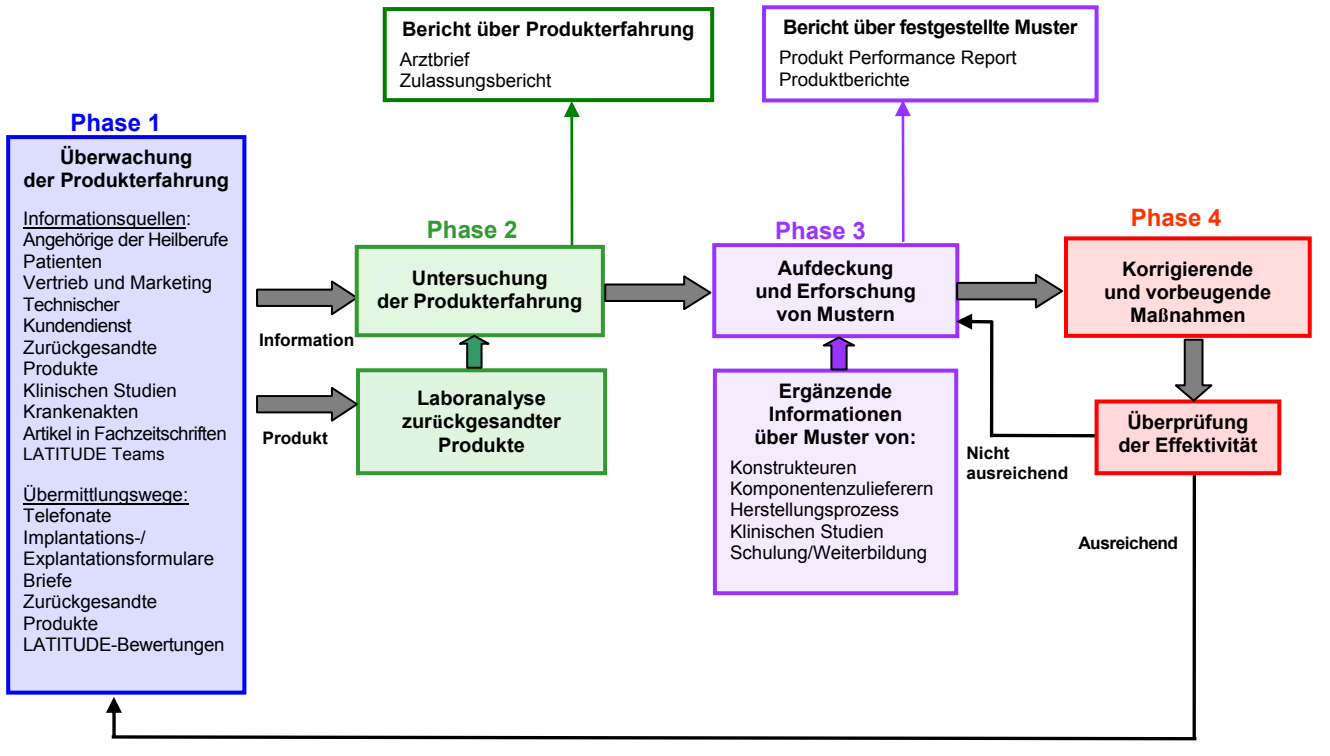 Bericht über Produkterfahrung
Arztbrief
Zulassungsbericht
Bericht über festgestellte Muster
Produkt Performance Report
Produktberichte
Phase 1
Überwachung
der Produkterfahrung
Informationsquellen:
Angehörige der Heilberufe
Patienten
Vertrieb und Marketing
Technischer
Kundendienst
Zurückgesandte
Produkte
Klinischen Studien
Krankenakten
Artikel in Fachzeitschriften
LATITUDE Teams
Übermittlungswege:
Telefonate
Implantations-/
Explantationsformulare
Briefe
Zurückgesandte
Produkte
LATITUDE-Bewertungen
Information
Produkt
Phase 2
Untersuchung
der Produkterfahrung
Laboranalyse
zurückgesandter
Produkte
Phase 3
Aufdeckung
und Erforschung
von Mustern
Ergänzende
Informationen
über Muster von:
Konstrukteuren
Komponentenzulieferern
Herstellungsprozess
Klinischen Studien
Schulung/Weiterbildung
Phase 4
Korrigierende
und vorbeugende
Maßnahmen
Überprüfung
der Effektivität
Nicht
ausreichend
Ausreichend